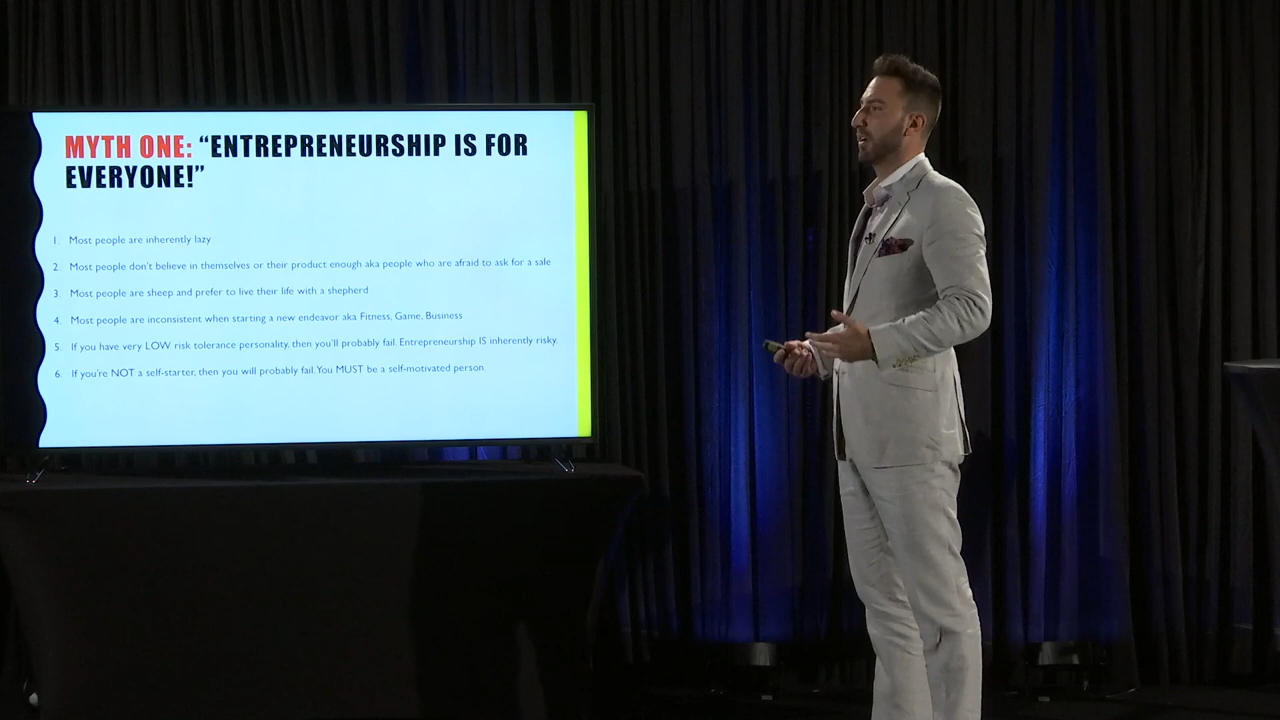 MYTH ONE: “ENTREPRENEURSHIP IS FOR
EVERYONE!”
1. Most people are inherently lazy
2. Most people don't believe in themselves or their product enough aka people who are afraid to ask for a sale
3. Most people are sheep and prefer to live their life with a shepherd
4. Most people are inconsistent when starting a new endeavor aka Fitness, Game, Business
5. If you have very LOW risk tolerance personality, then you'll probably fail. Entrepreneurship IS inherently risky.
6. If you're NOT a self-starter, then you will probably fail. You MUST be a self-motivated person.